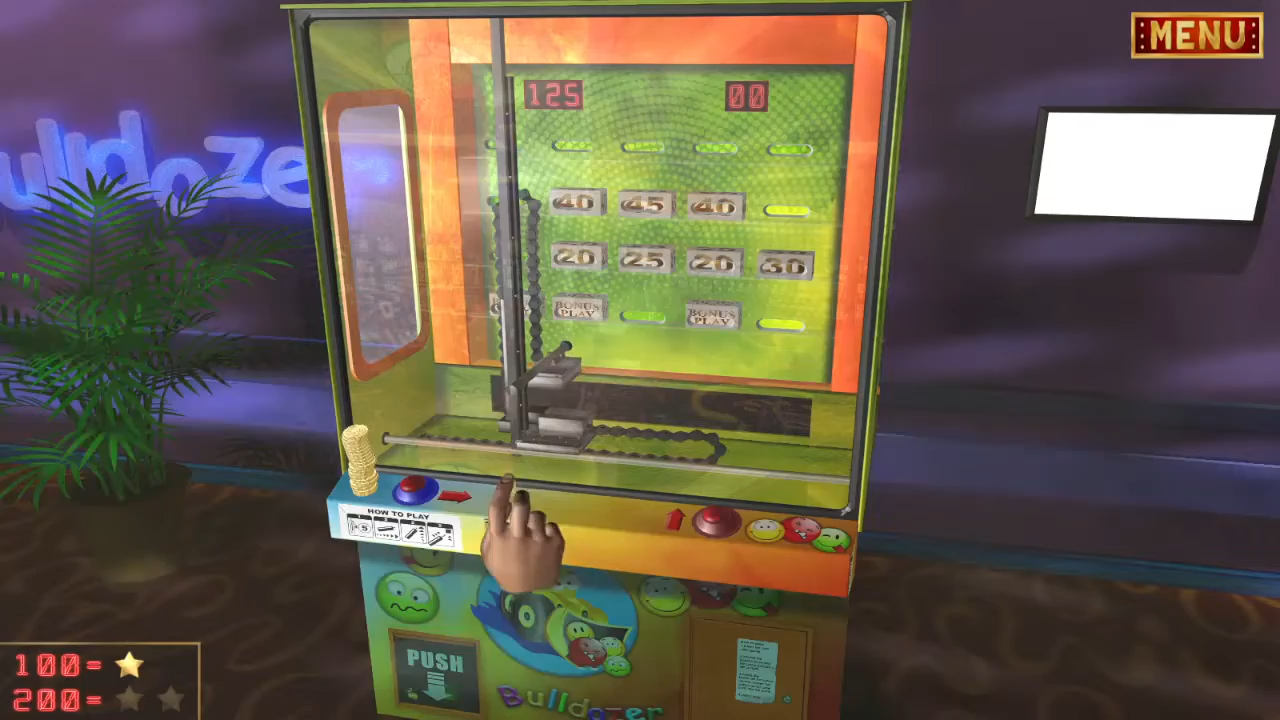 MENU
ulldozer
125 00
40 45 40
20 25 20 30
BONUS PLAY BONUS PLAY
HOW TO PLAY
PUSH
Bulldozer
100=
200=